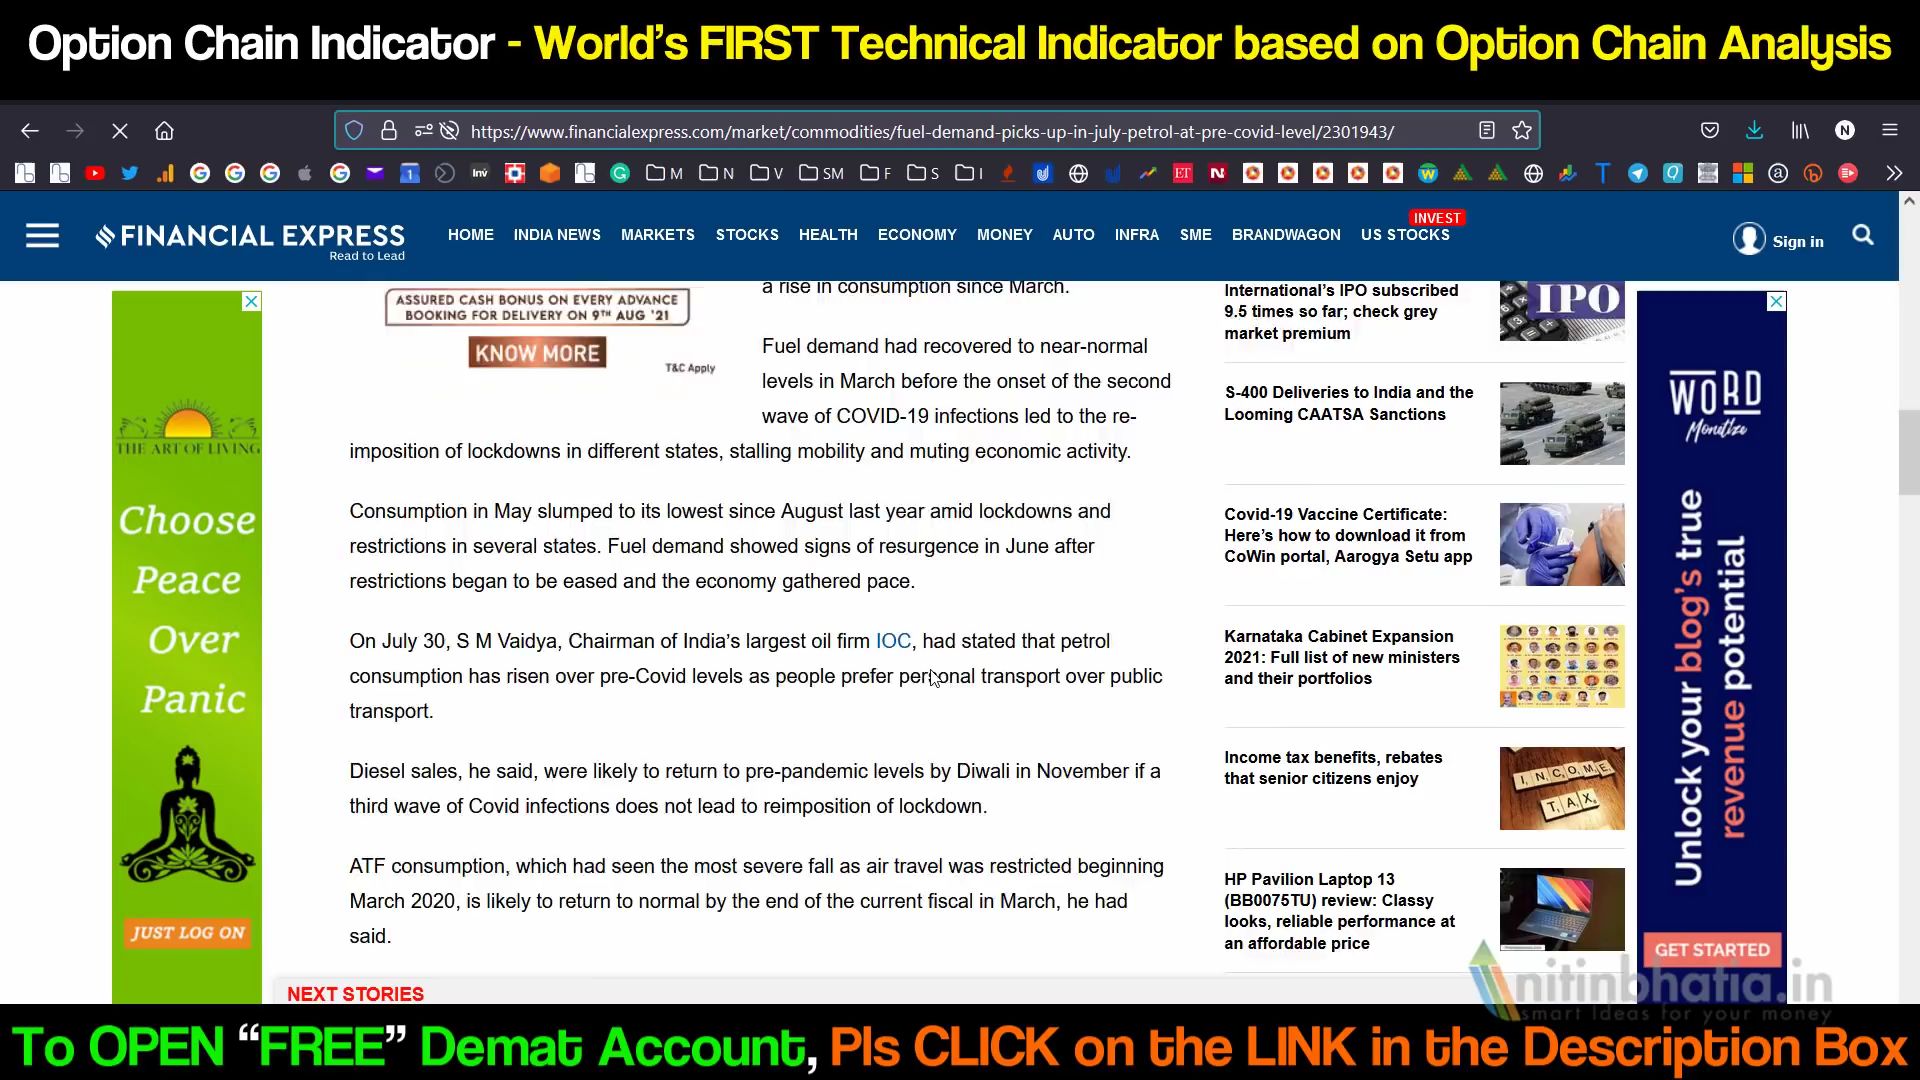 Option Chain Indicator - World's FIRST Technical Indicator based on Option Chain Analysis
https://www.financialexpress.com/market/commodities/fuel-demand-picks-up-in-july-petrol-at-pre-covid-level/2301943/
N
1
Inv
M
N
V
SM
F
S
I
ET
N
T
Q
FINANCIAL EXPRESS
Read to Lead
HOME INDIA NEWS MARKETS STOCKS HEALTH ECONOMY MONEY AUTO INFRA SME BRANDWAGON US STOCKS
INVEST
Sign in
ASSURED CASH BONUS ON EVERY ADVANCE
BOOKING FOR DELIVERY ON 9TH AUG '21
KNOW MORE
T&C Apply
a rise in consumption since March.
Fuel demand had recovered to near-normal
levels in March before the onset of the second
wave of COVID-19 infections led to the re-
imposition of lockdowns in different states, stalling mobility and muting economic activity.
Consumption in May slumped to its lowest since August last year amid lockdowns and
restrictions in several states. Fuel demand showed signs of resurgence in June after
restrictions began to be eased and the economy gathered pace.
On July 30, S M Vaidya, Chairman of India's largest oil firm IOC, had stated that petrol
consumption has risen over pre-Covid levels as people prefer personal transport over public
transport.
Diesel sales, he said, were likely to return to pre-pandemic levels by Diwali in November if a
third wave of Covid infections does not lead to reimposition of lockdown.
ATF consumption, which had seen the most severe fall as air travel was restricted beginning
March 2020, is likely to return to normal by the end of the current fiscal in March, he had
said.
NEXT STORIES
International's IPO subscribed
9.5 times so far; check grey
market premium
IPO
S-400 Deliveries to India and the
Looming CAATSA Sanctions
Covid-19 Vaccine Certificate:
Here's how to download it from
CoWin portal, Aarogya Setu app
Karnataka Cabinet Expansion
2021: Full list of new ministers
and their portfolios
Income tax benefits, rebates
that senior citizens enjoy
INCOME
TAX
HP Pavilion Laptop 13
(BB0075TU) review: Classy
looks, reliable performance at
an affordable price
THE ART OF LIVING
Choose
Peace
Over
Panic
JUST LOG ON
WORD
Monetize
Unlock your blog's true
revenue potential
GET STARTED
nitinbhatia.in
smart Ideas for your money
To OPEN "FREE" Demat Account, Pls CLICK on the LINK in the Description Box